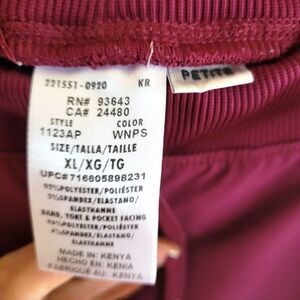 221551-0920 KR
RN# 93643
CA# 24480
STYLE COLOR
1123AP WNPS
SIZE/TALLA/TAILLE
XL/XG/TG
UPC#716605898231
95%POLYESTER/POLIÉSTER
5%SPANDEX/ELASTANO/
ELASTHANNE
BAND, YOKE & POCKET FACING
96%POLYESTER/POLIÉSTER
4%SPANDEX/ELASTANO/
ELASTHANNE
MADE IN: KENYA
HECHO EN: KENIA
FABRIQUÉ AU: KENYA
PETITE